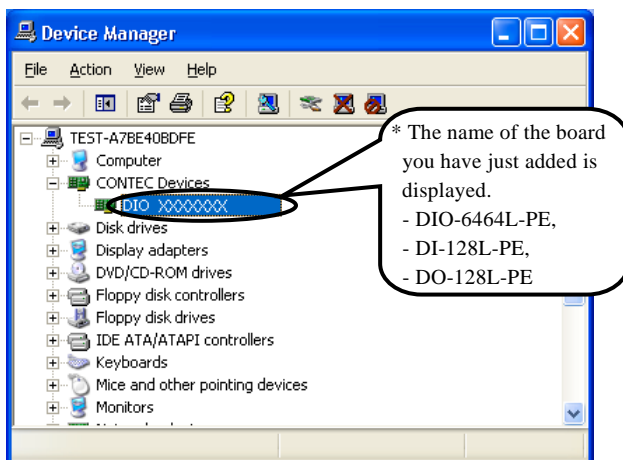 Device Manager
File Action View Help
TEST-A7BE40BDFE
Computer
CONTEC Devices
DIO XXXXXXXX
Disk drives
Display adapters
DVD/CD-ROM drives
Floppy disk controllers
Floppy disk drives
IDE ATA/ATAPI controllers
Keyboards
Mice and other pointing devices
Monitors
* The name of the board
you have just added is
displayed.
- DIO-6464L-PE,
- DI-128L-PE,
- DO-128L-PE